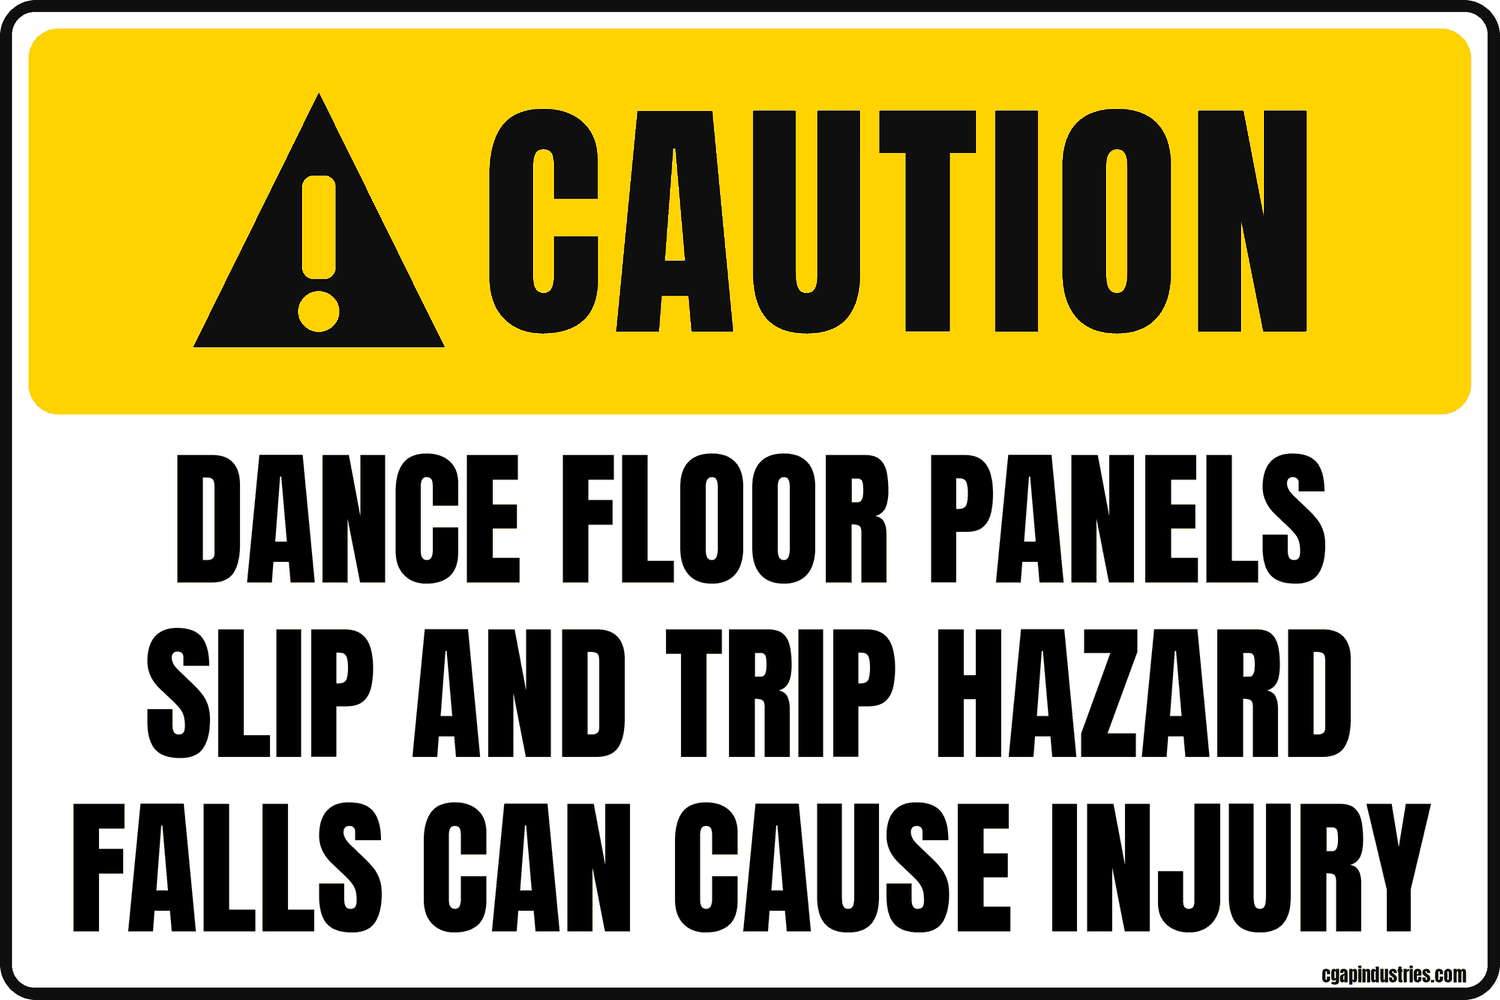 CAUTION
DANCE FLOOR PANELS
SLIP AND TRIP HAZARD
FALLS CAN CAUSE INJURY
cgapindustries.com